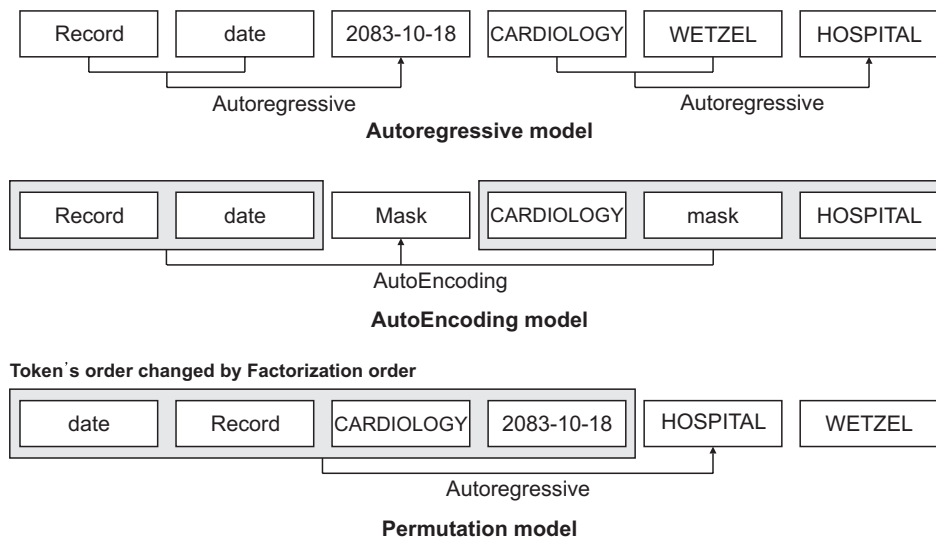 Record date 2083-10-18 CARDIOLOGY WETZEL HOSPITAL
Autoregressive Autoregressive
Autoregressive model
Record date Mask CARDIOLOGY mask HOSPITAL
AutoEncoding
AutoEncoding model
Token's order changed by Factorization order
date Record CARDIOLOGY 2083-10-18 HOSPITAL WETZEL
Autoregressive
Permutation model